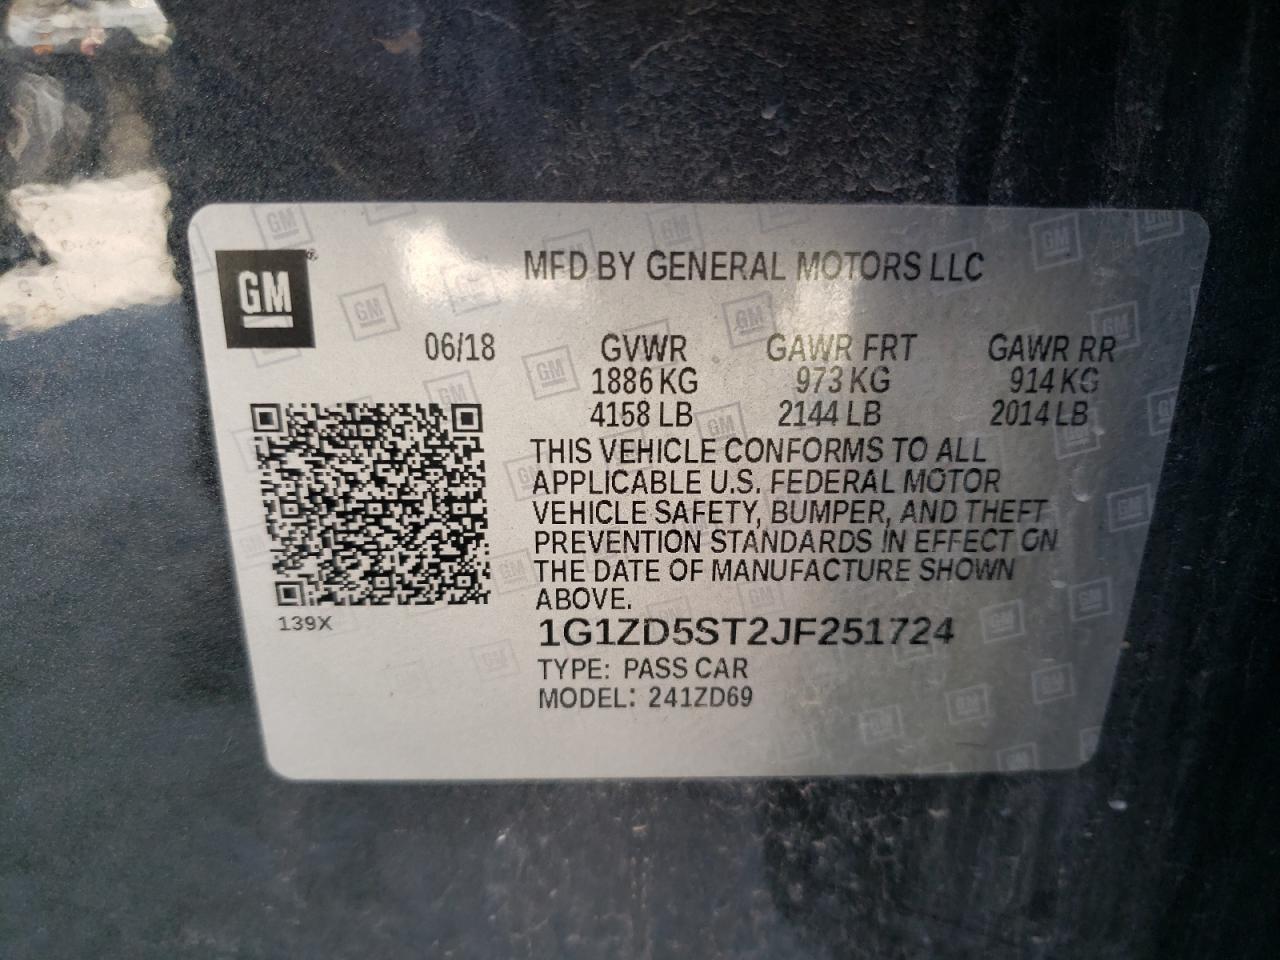 GM
MFD BY GENERAL MOTORS LLC
06/18 GVWR GAWR FRT GAWR RR
1886 KG 973 KG 914 KG
4158 LB 2144 LB 2014 LB
THIS VEHICLE CONFORMS TO ALL
APPLICABLE U.S. FEDERAL MOTOR
VEHICLE SAFETY, BUMPER, AND THEFT
PREVENTION STANDARDS IN EFFECT ON
THE DATE OF MANUFACTURE SHOWN
ABOVE.
139X
1G1ZD5ST2JF251724
TYPE: PASS CAR
MODEL: 241ZD69